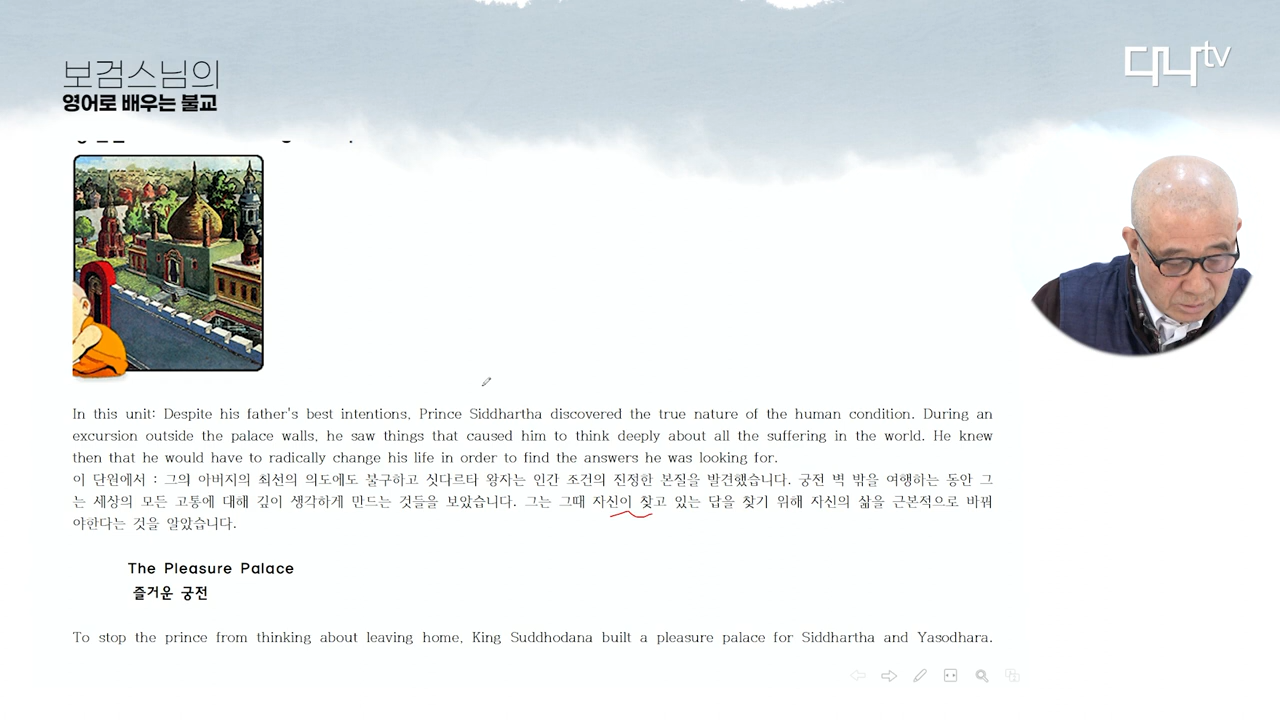 보검스님의
영어로 배우는 불교
tv
In this unit: Despite his father's best intentions, Prince Siddhartha discovered the true nature of the human condition. During an
excursion outside the palace walls, he saw things that caused him to think deeply about all the suffering in the world. He knew
then that he would have to radically change his life in order to find the answers he was looking for.
이 단원에서 : 그의 아버지의 최선의 의도에도 불구하고 싯다르타 왕자는 인간 조건의 진정한 본질을 발견했습니다. 궁전 벽 밖을 여행하는 동안 그
는 세상의 모든 고통에 대해 깊이 생각하게 만드는 것들을 보았습니다. 그는 그때 자신이 찾고 있는 답을 찾기 위해 자신의 삶을 근본적으로 바꿔
야한다는 것을 알았습니다.
The Pleasure Palace
즐거운 궁전
To stop the prince from thinking about leaving home, King Suddhodana built a pleasure palace for Siddhartha and Yasodhara.